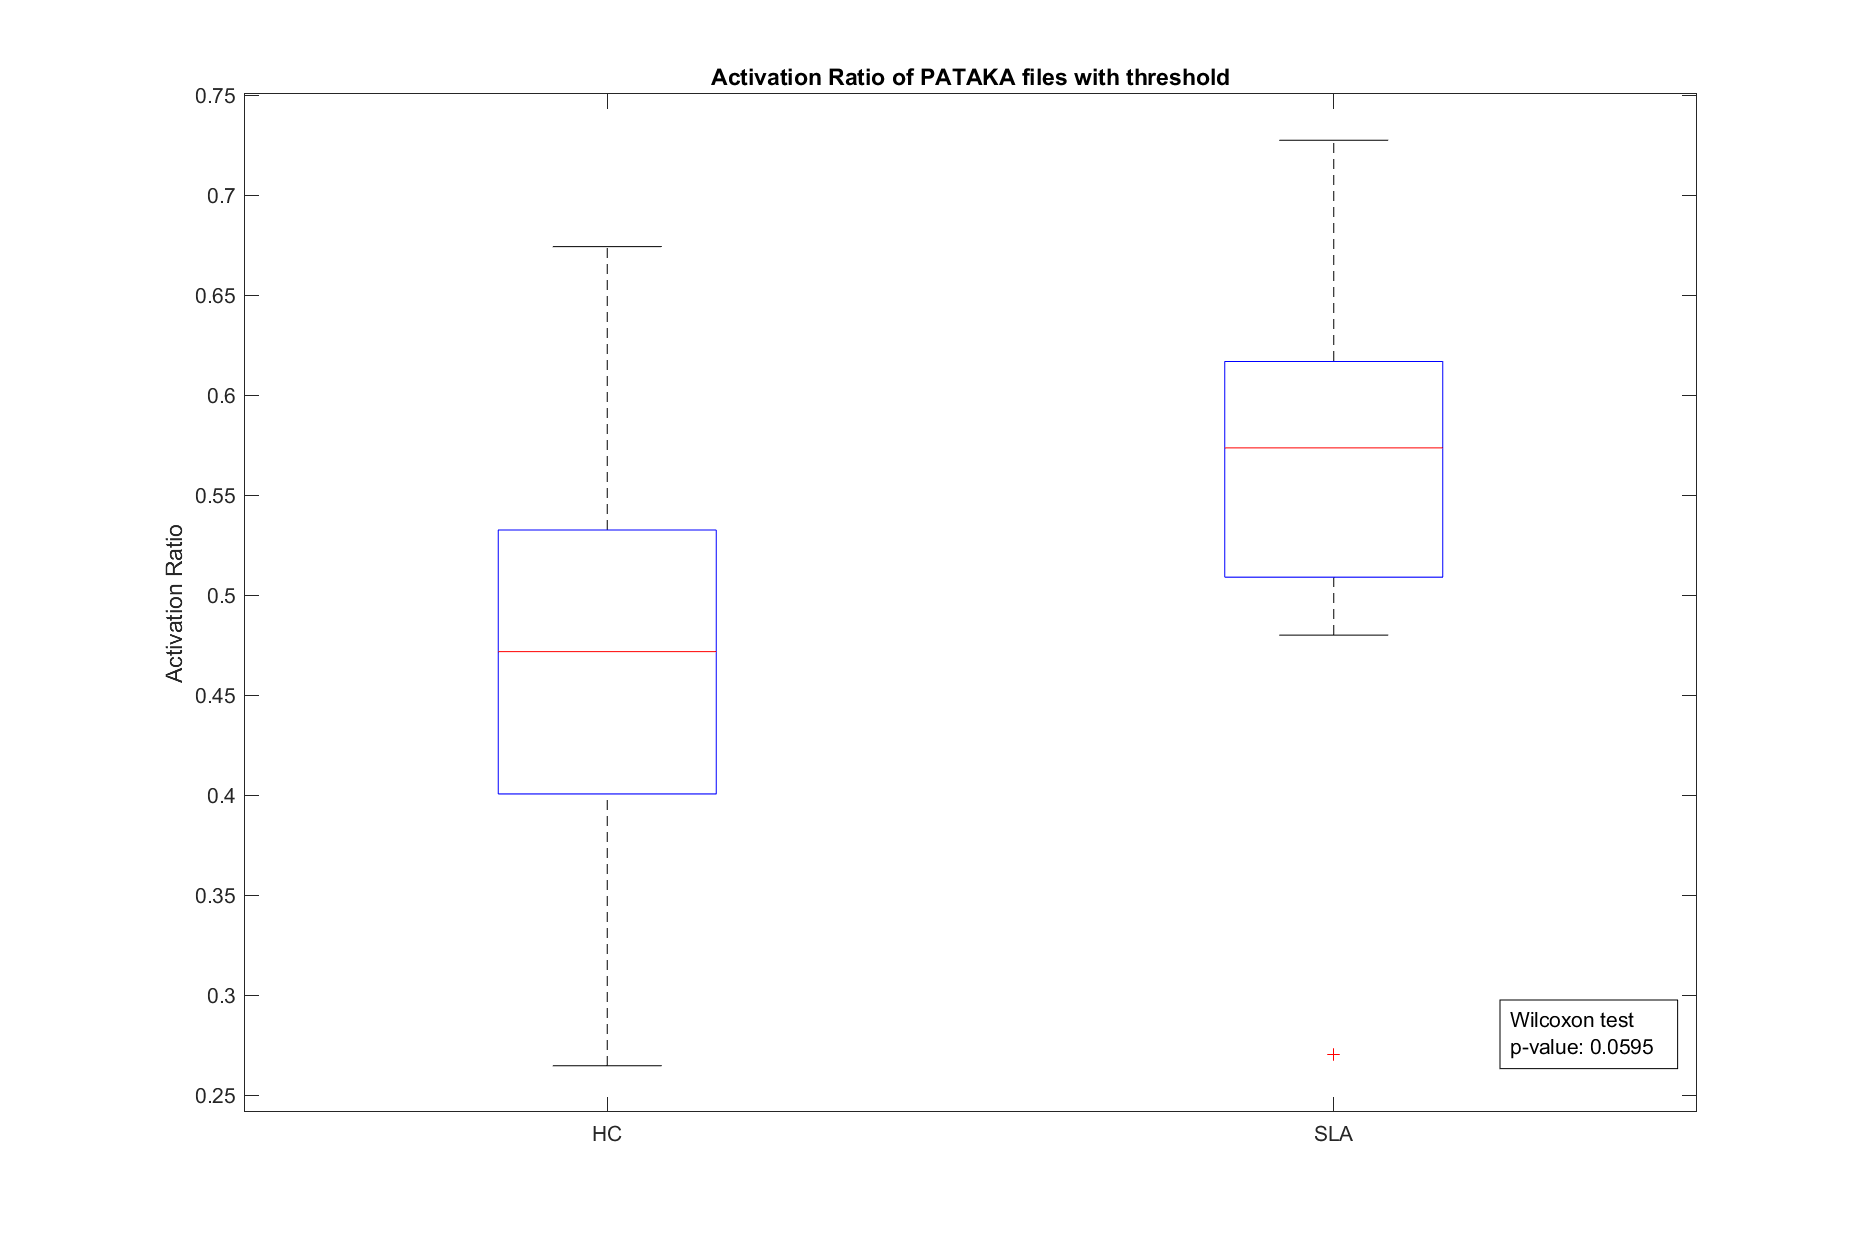 Activation Ratio of PATAKA files with threshold
0.75
0.7
0.65
0.6
0.55
0.5
0.45
0.4
0.35
0.3
0.25
Activation Ratio
HC
SLA
Wilcoxon test
p-value: 0.0595